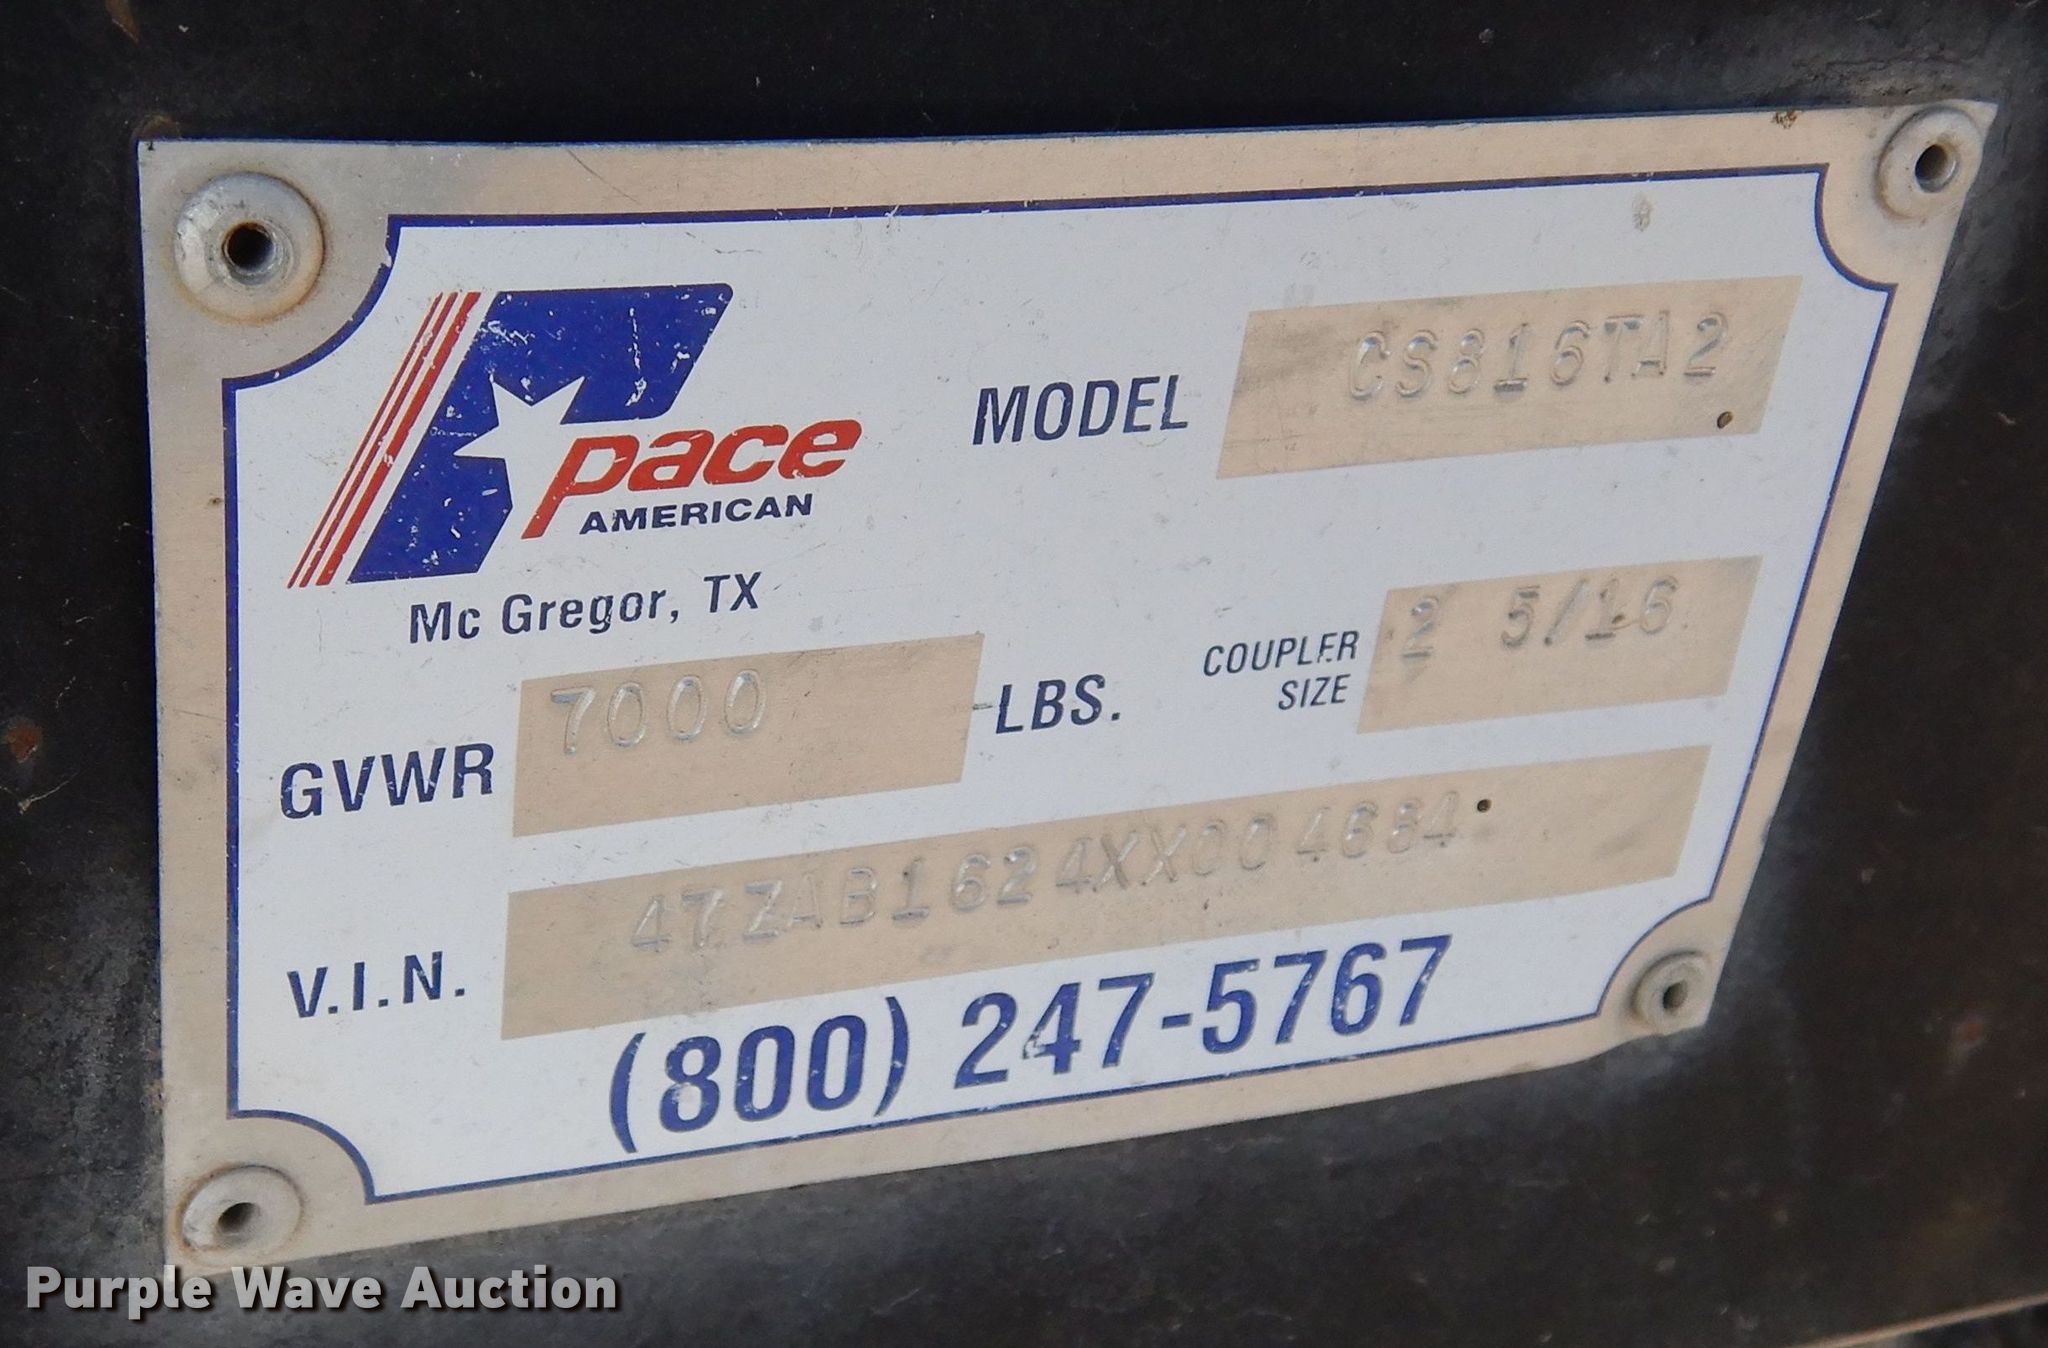 pace
AMERICAN
Mc Gregor, TX
MODEL CS816TA2
GVWR 7000 LBS.
COUPLER SIZE 2 5/16
V.I.N. 47ZAB1624XX004684
(800) 247-5767
Purple Wave Auction